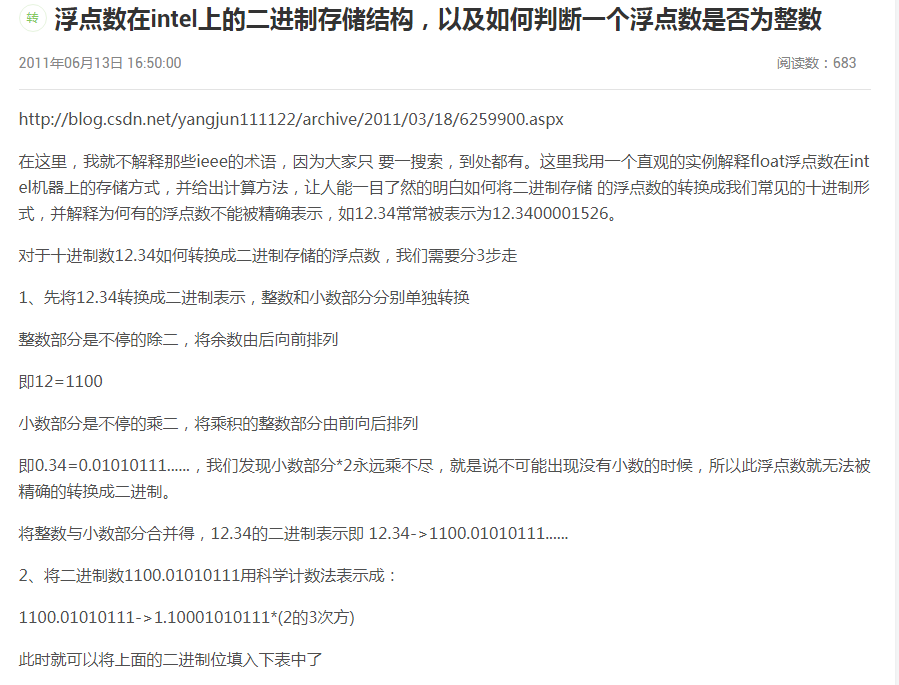 转 浮点数在intel上的二进制存储结构，以及如何判断一个浮点数是否为整数
2011年06月13日 16:50:00 阅读数：683
http://blog.csdn.net/yangjun111122/archive/2011/03/18/6259900.aspx
在这里，我就不解释那些ieee的术语，因为大家只 要一搜索，到处都有。这里我用一个直观的实例解释float浮点数在int
el机器上的存储方式，并给出计算方法，让人能一目了然的明白如何将二进制存储 的浮点数的转换成我们常见的十进制形
式，并解释为何有的浮点数不能被精确表示，如12.34常常被表示为12.3400001526。
对于十进制数12.34如何转换成二进制存储的浮点数，我们需要分3步走
1、先将12.34转换成二进制表示，整数和小数部分分别单独转换
整数部分是不停的除二，将余数由后向前排列
即12=1100
小数部分是不停的乘二，将乘积的整数部分由前向后排列
即0.34=0.01010111......，我们发现小数部分*2永远乘不尽，就是说不可能出现没有小数的时候，所以此浮点数就无法被
精确的转换成二进制。
将整数与小数部分合并得，12.34的二进制表示即 12.34->1100.01010111......
2、将二进制数1100.01010111用科学计数法表示成：
1100.01010111->1.10001010111*(2的3次方)
此时就可以将上面的二进制位填入下表中了